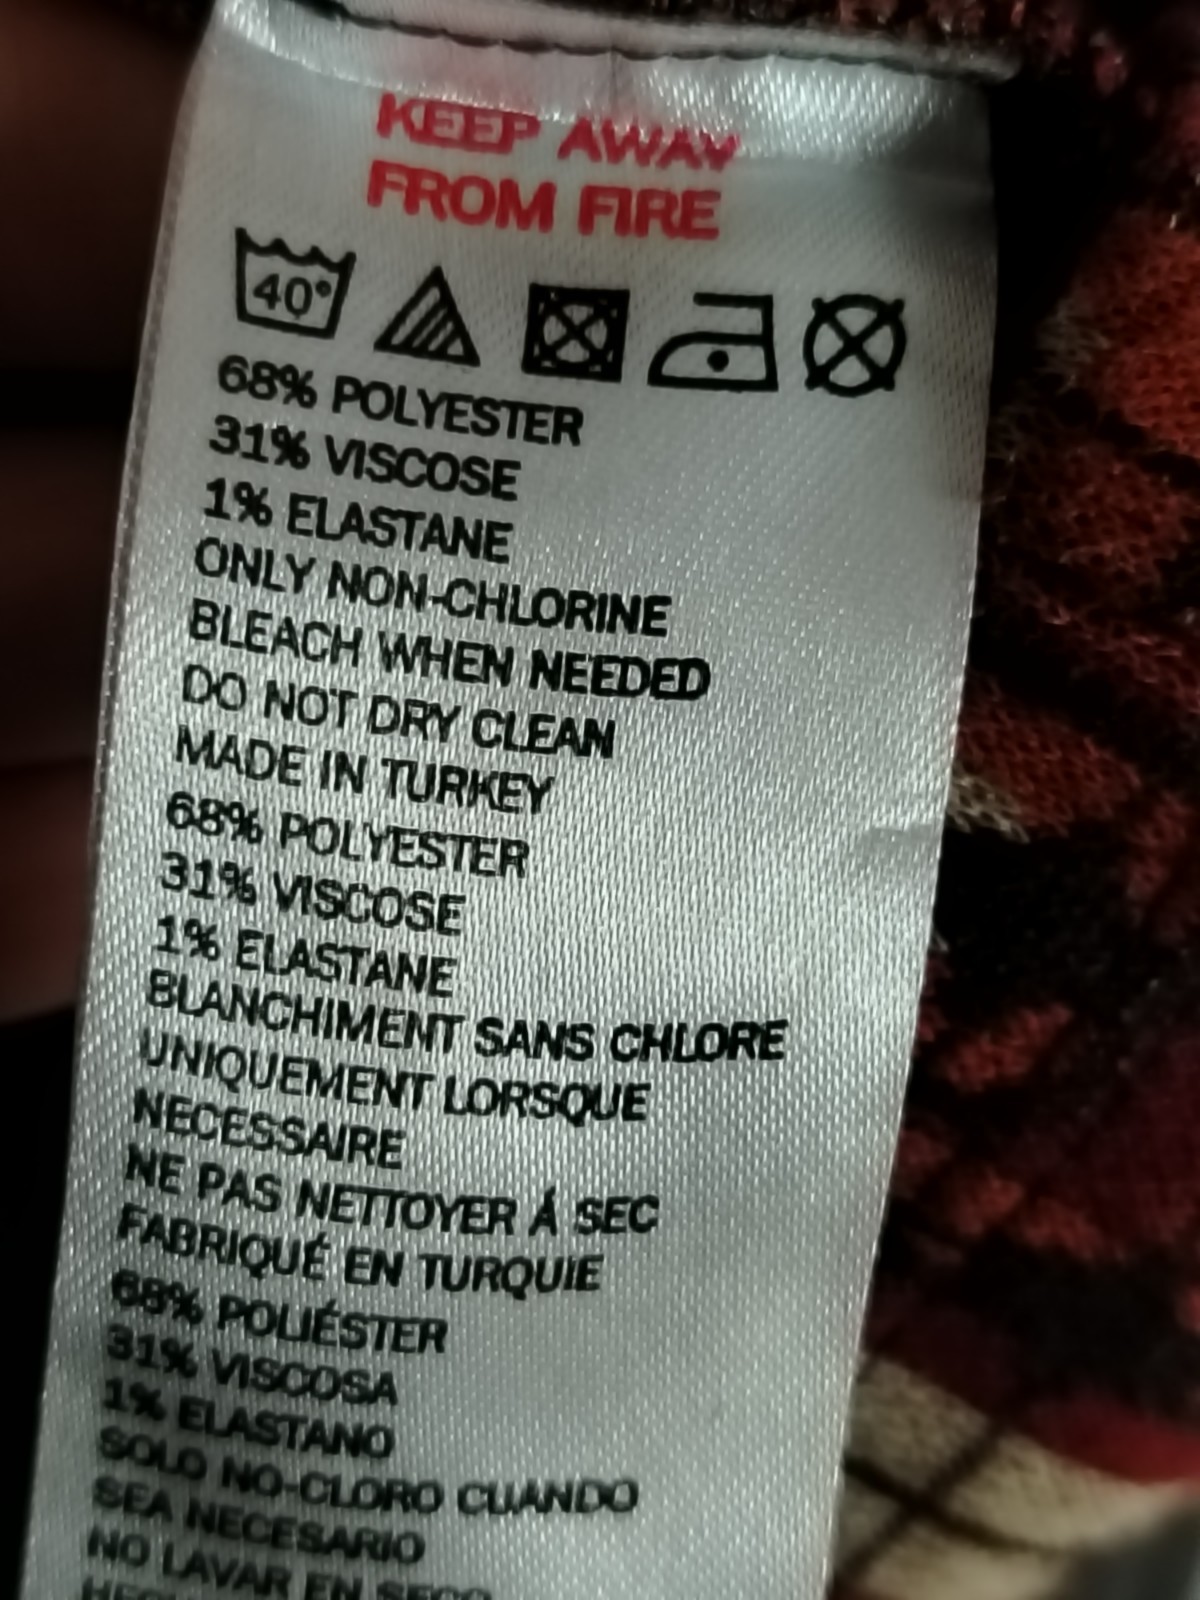 KEEP AWAY
FROM FIRE
40°
68% POLYESTER
31% VISCOSE
1% ELASTANE
ONLY NON-CHLORINE
BLEACH WHEN NEEDED
DO NOT DRY CLEAN
MADE IN TURKEY
68% POLYESTER
31% VISCOSE
1% ELASTANE
BLANCHIMENT SANS CHLORE
UNIQUEMENT LORSQUE
NECESSAIRE
NE PAS NETTOYER Á SEC
FABRIQUÉ EN TURQUIE
68% POLIÉSTER
31% VISCOSA
1% ELASTANO
SOLO NO-CLORO CUANDO
SEA NECESARIO
NO LAVAR EN SECO